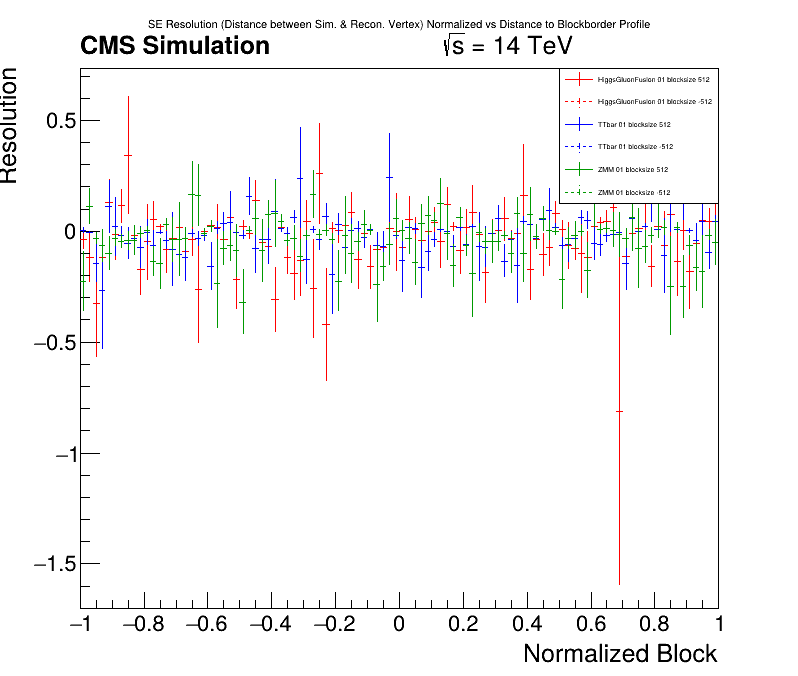 SE Resolution (Distance between Sim. & Recon. Vertex) Normalized vs Distance to Blockborder Profile
CMS Simulation
√s = 14 TeV
Resolution
HiggsGluonFusion 01 blocksize 512
HiggsGluonFusion 01 blocksize -512
TTbar 01 blocksize 512
TTbar 01 blocksize -512
ZMM 01 blocksize 512
ZMM 01 blocksize -512
0.5
0
−0.5
−1
−1.5
−1 −0.8 −0.6 −0.4 −0.2 0 0.2 0.4 0.6 0.8 1
Normalized Block